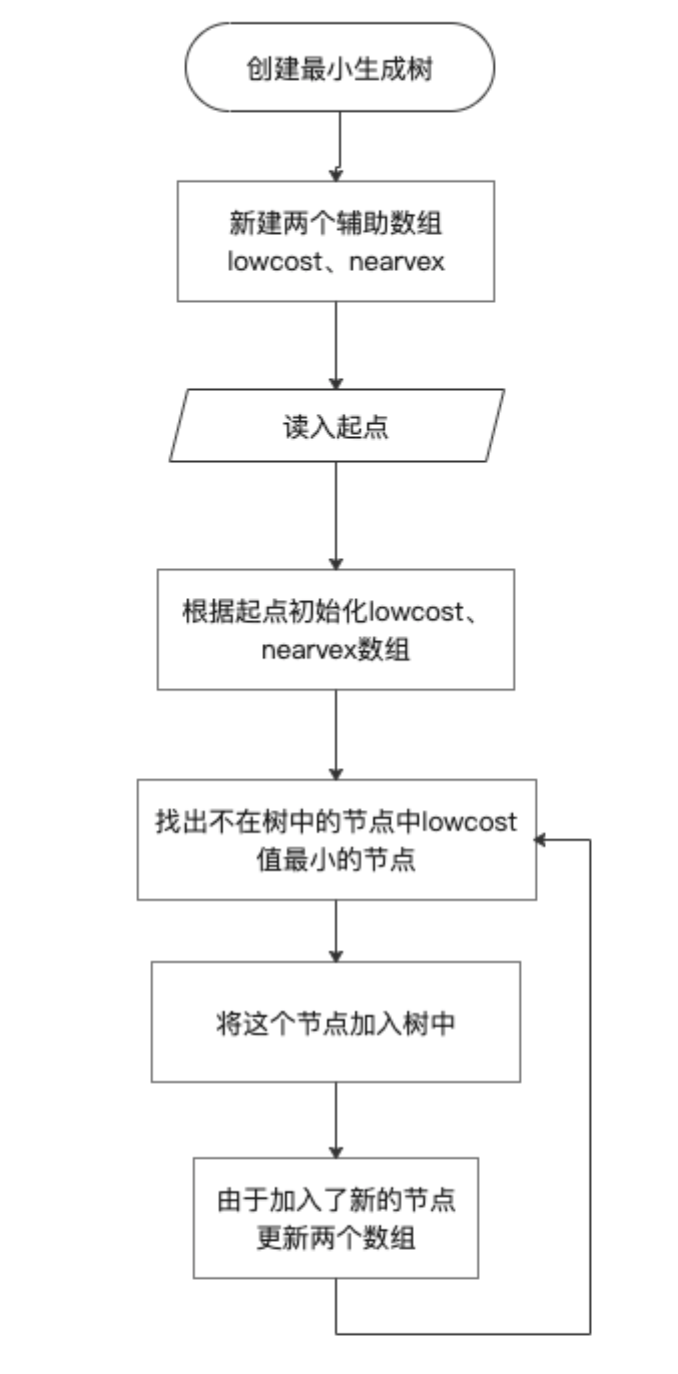 创建最小生成树
新建两个辅助数组
lowcost、nearvex
读入起点
根据起点初始化lowcost、
nearvex数组
找出不在树中的节点中lowcost
值最小的节点
将这个节点加入树中
由于加入了新的节点
更新两个数组